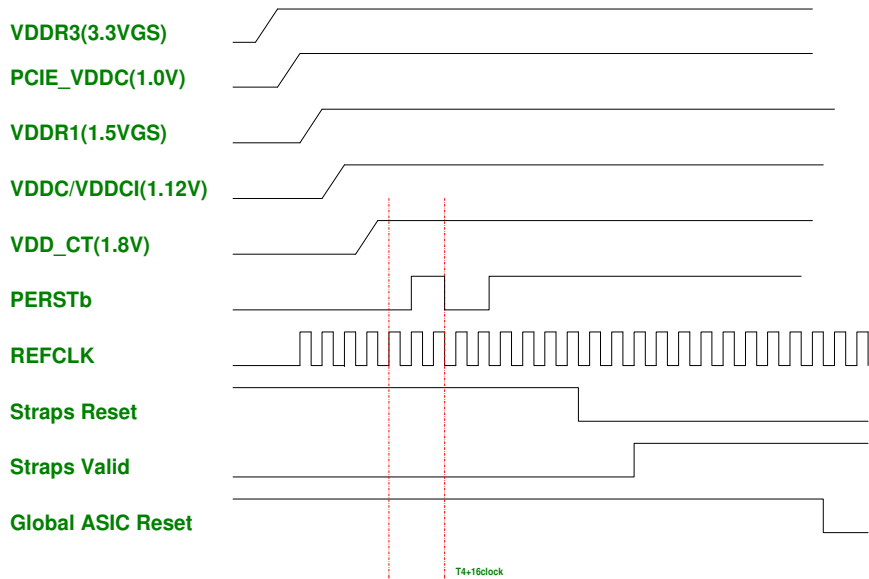 VDDR3(3.3VGS)
PCIE_VDDC(1.0V)
VDDR1(1.5VGS)
VDDC/VDDCI(1.12V)
VDD_CT(1.8V)
PERSTb
REFCLK
Straps Reset
Straps Valid
Global ASIC Reset
T4+16clock